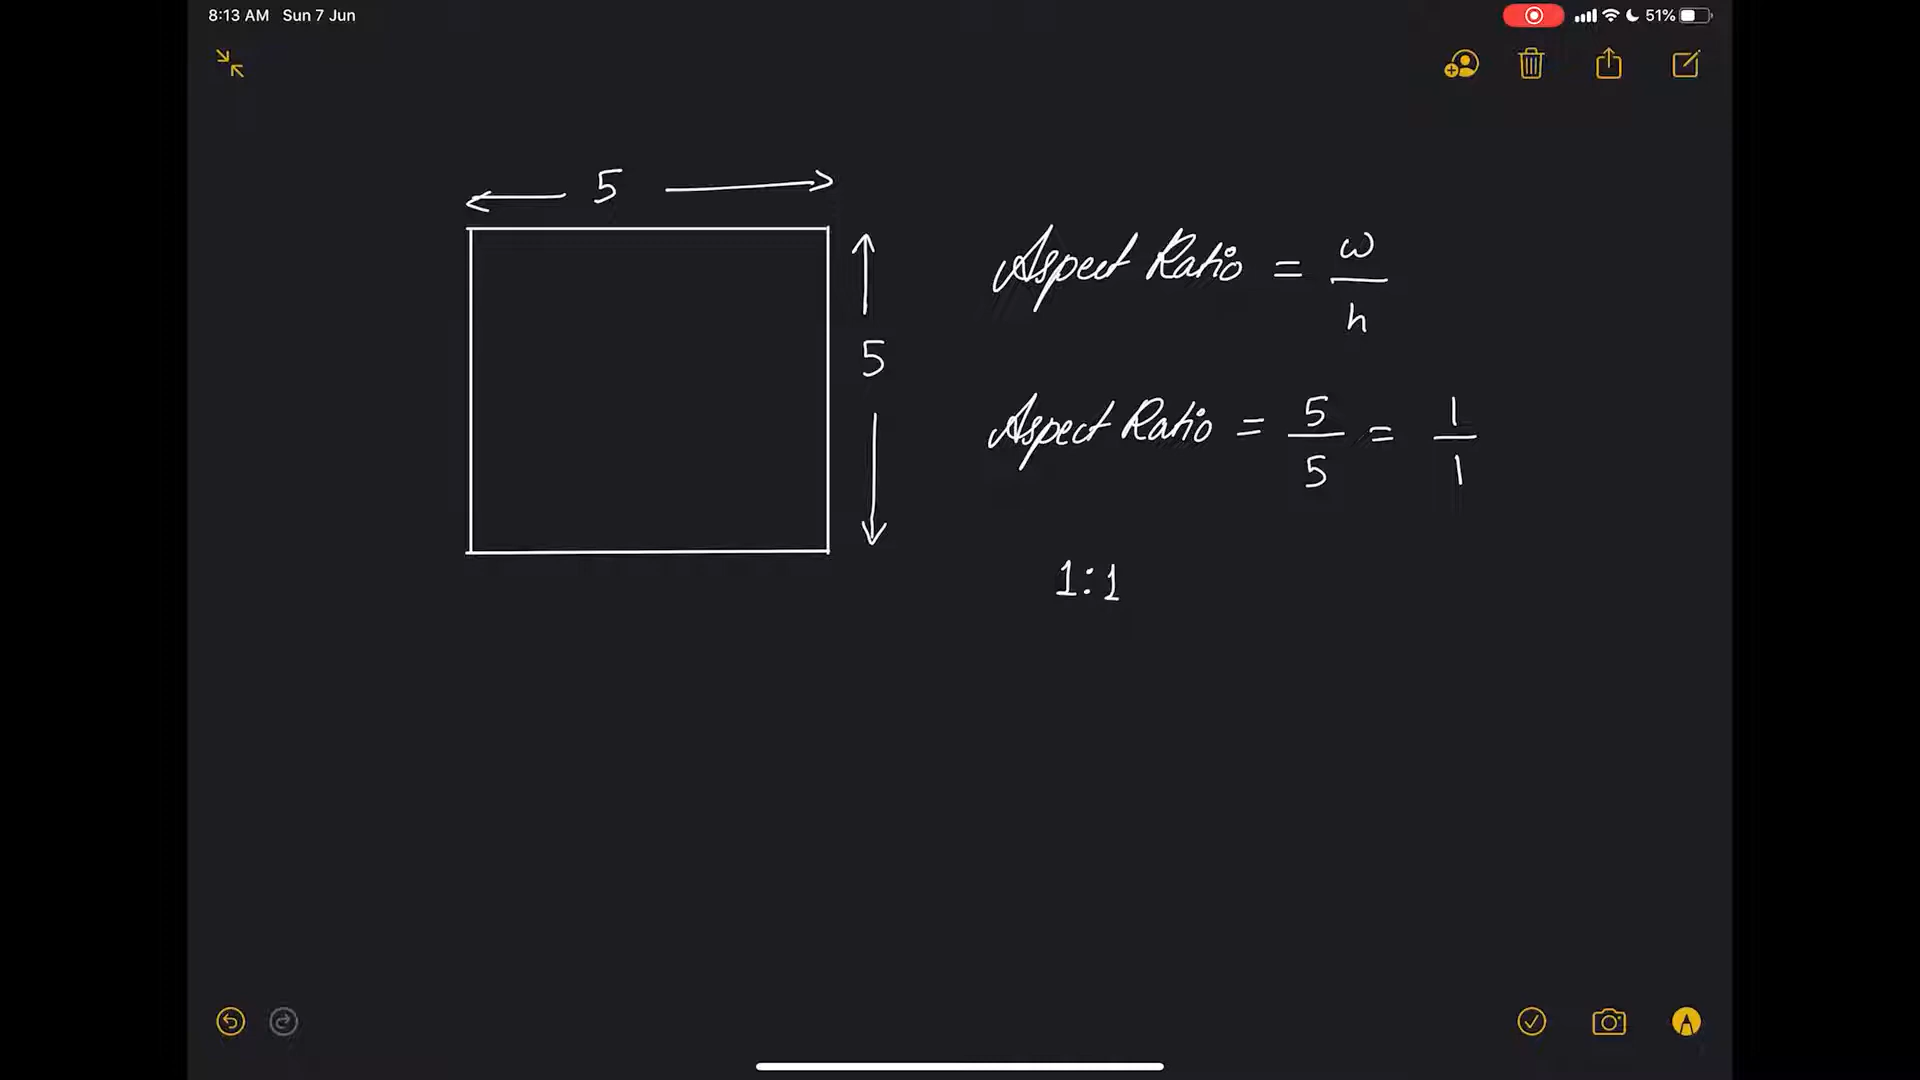 8:13 AM Sun 7 Jun
51%
5
5
Aspect Ratio = w/h
Aspect Ratio = 5/5 = 1/1
1:1